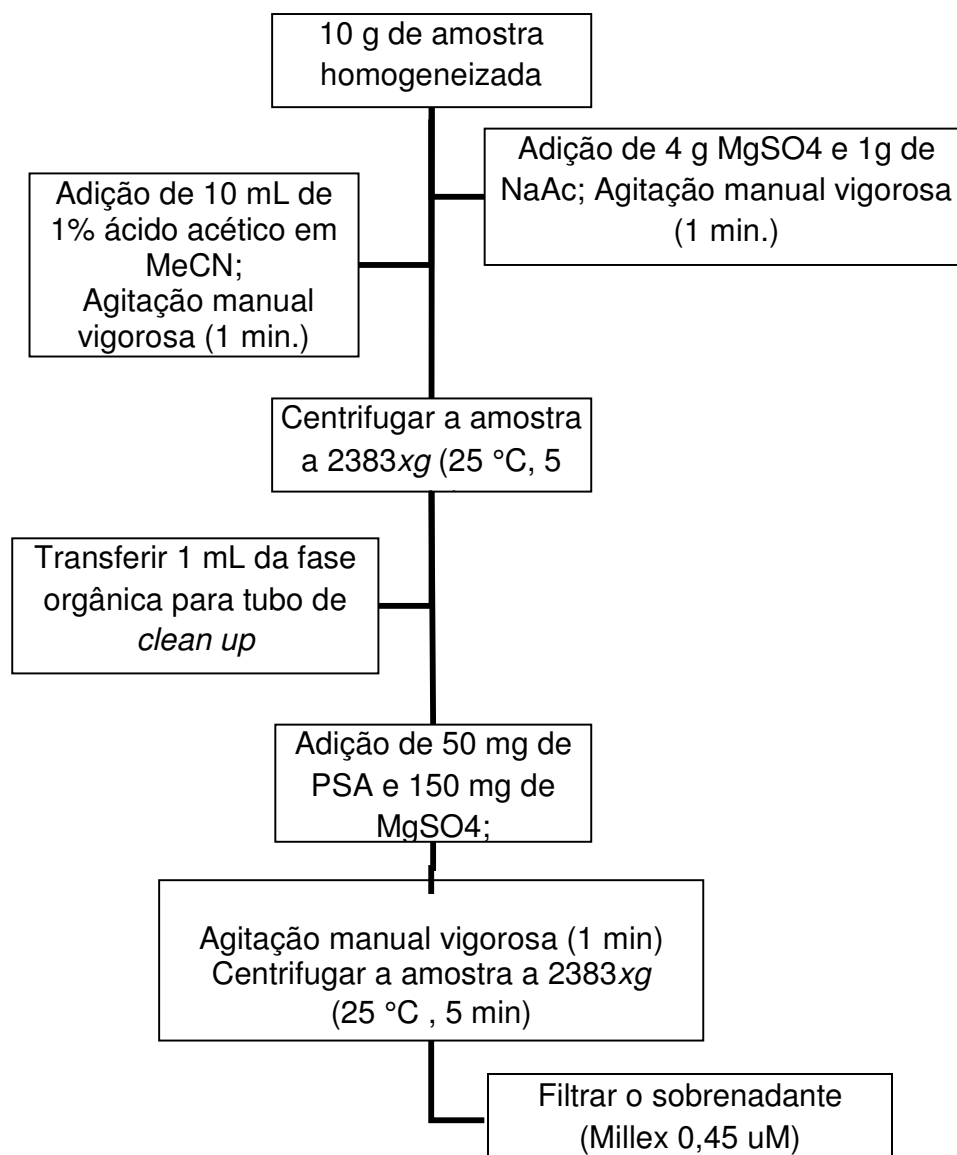 10 g de amostra
homogeneizada
Adição de 4 g MgSO4 e 1g de
NaAc; Agitação manual vigorosa
(1 min.)
Adição de 10 mL de
1% ácido acético em
MeCN;
Agitação manual
vigorosa (1 min.)
Centrifugar a amostra
a 2383xg (25 °C, 5
Transferir 1 mL da fase
orgânica para tubo de
clean up
Adição de 50 mg de
PSA e 150 mg de
MgSO4;
Agitação manual vigorosa (1 min)
Centrifugar a amostra a 2383xg
(25 °C , 5 min)
Filtrar o sobrenadante
(Millex 0,45 uM)